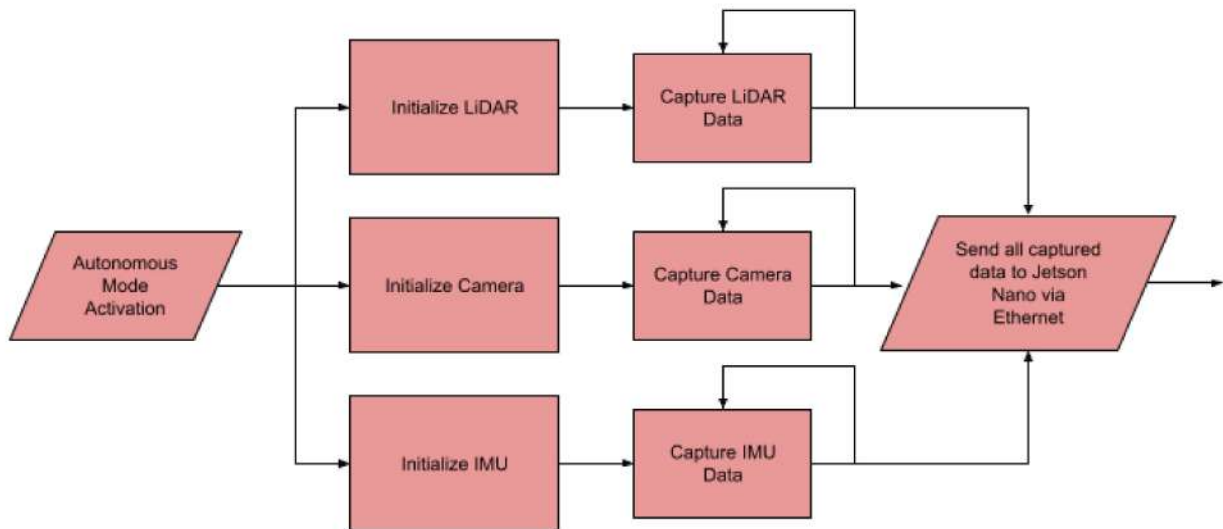 Autonomous
Mode
Activation
Initialize LiDAR
Capture LiDAR
Data
Initialize Camera
Capture Camera
Data
Initialize IMU
Capture IMU
Data
Send all captured
data to Jetson
Nano via
Ethernet